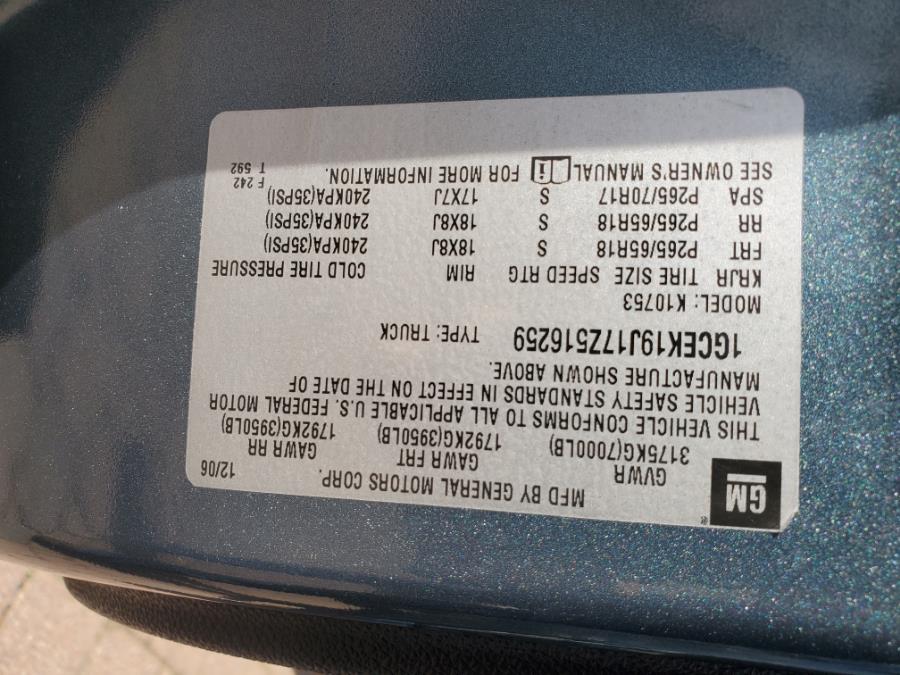 GM ®
MFD BY GENERAL MOTORS CORP. 12/06
GVWR GAWR FRT GAWR RR
3175KG(7000LB) 1792KG(3950LB) 1792KG(3950LB)
THIS VEHICLE CONFORMS TO ALL APPLICABLE U.S. FEDERAL MOTOR
VEHICLE SAFETY STANDARDS IN EFFECT ON THE DATE OF
MANUFACTURE SHOWN ABOVE.
1GCEK19J17Z516259 TYPE: TRUCK
MODEL: K10753
KRJR TIRE SIZE SPEED RTG RIM COLD TIRE PRESSURE
FRT P265/65R18 S 18X8J 240KPA(35PSI)
RR P265/65R18 S 18X8J 240KPA(35PSI)
SPA P265/70R17 S 17X7J 240KPA(35PSI)
SEE OWNER'S MANUAL i FOR MORE INFORMATION.
F 242
T 592